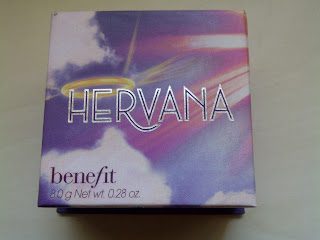 HERVANA
benefit
8.0 g Net wt. 0.28 oz.